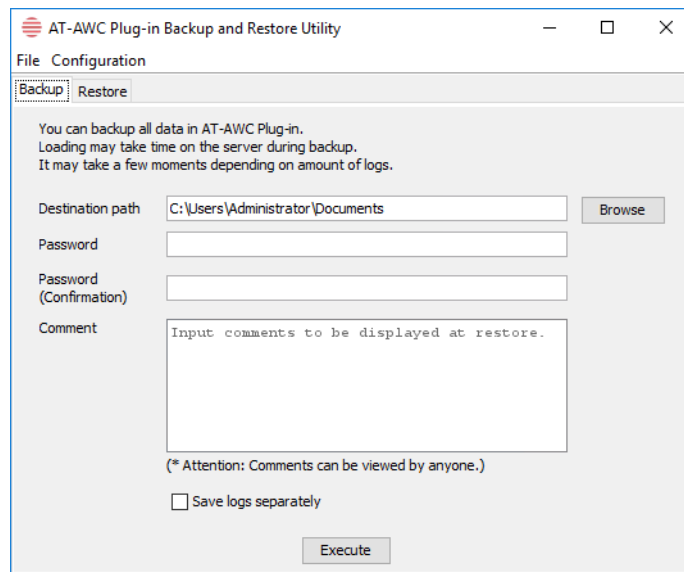 AT-AWC Plug-in Backup and Restore Utility
File Configuration
Backup Restore
You can backup all data in AT-AWC Plug-in.
Loading may take time on the server during backup.
It may take a few moments depending on amount of logs.
Destination path C:\Users\Administrator\Documents Browse
Password
Password
(Confirmation)
Comment Input comments to be displayed at restore.
(* Attention: Comments can be viewed by anyone.)
Save logs separately
Execute